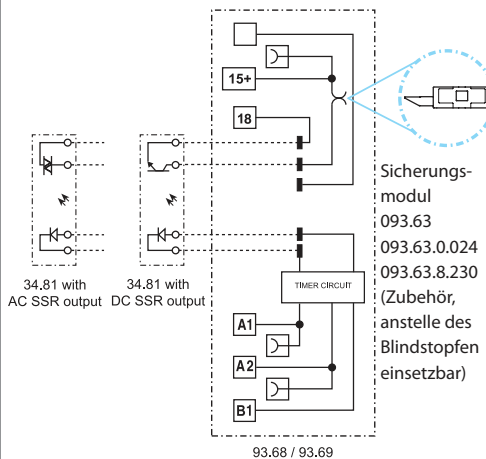 15+
18
Sicherungs-
modul
093.63
093.63.0.024
093.63.8.230
(Zubehör,
anstelle des
Blindstopfen
einsetzbar)
34.81 with
AC SSR output
34.81 with
DC SSR output
TIMER CIRCUIT
A1
A2
B1
93.68 / 93.69